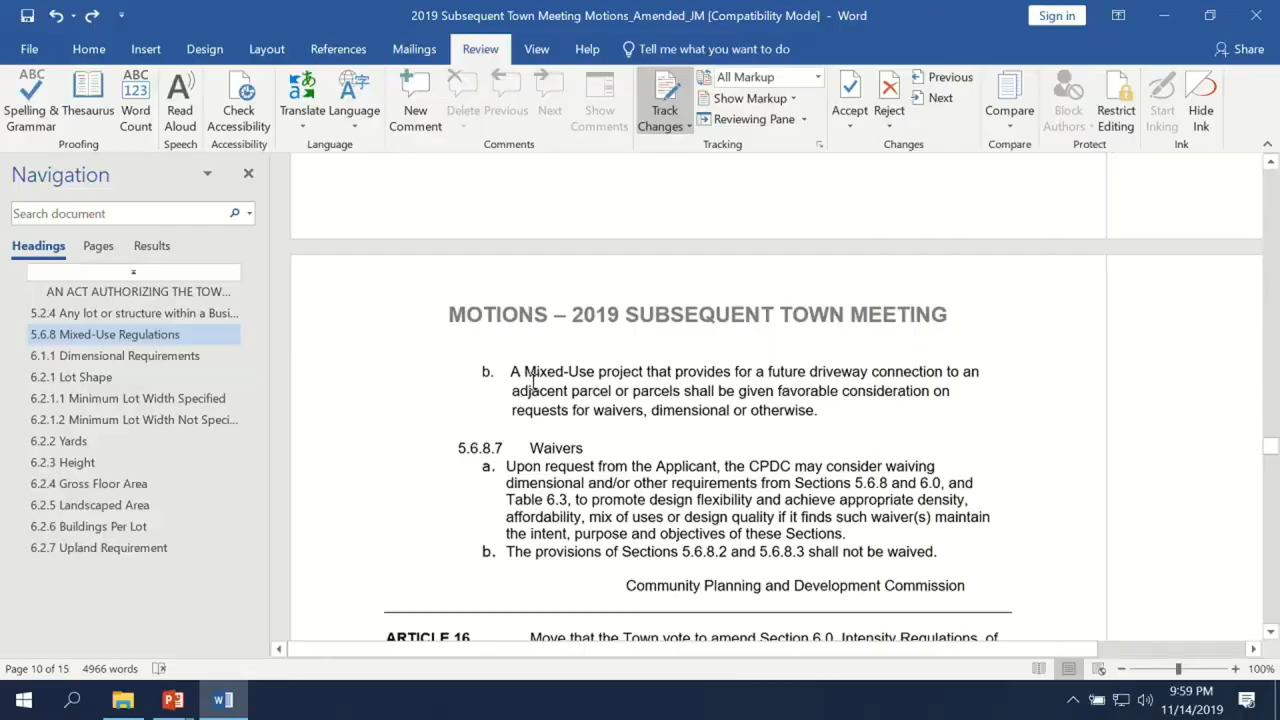 2019 Subsequent Town Meeting Motions_Amended_JM [Compatibility Mode] - Word
Sign in
File Home Insert Design Layout References Mailings Review View Help Tell me what you want to do Share
ABC ABC 123
Spelling & Grammar Thesaurus Word Count Read Aloud Check Accessibility Translate Language New Comment Delete Previous Next Show Comments Track Changes All Markup Show Markup Reviewing Pane Accept Reject Previous Next Compare Block Authors Restrict Editing Start Inking Hide Ink
Proofing Speech Accessibility Language Comments Tracking Changes Compare Protect Ink
Navigation
Search document
Headings Pages Results
AN ACT AUTHORIZING THE TOW...
5.2.4 Any lot or structure within a Busi...
5.6.8 Mixed-Use Regulations
6.1.1 Dimensional Requirements
6.2.1 Lot Shape
6.2.1.1 Minimum Lot Width Specified
6.2.1.2 Minimum Lot Width Not Speci...
6.2.2 Yards
6.2.3 Height
6.2.4 Gross Floor Area
6.2.5 Landscaped Area
6.2.6 Buildings Per Lot
6.2.7 Upland Requirement
MOTIONS – 2019 SUBSEQUENT TOWN MEETING
b. A Mixed-Use project that provides for a future driveway connection to an
adjacent parcel or parcels shall be given favorable consideration on
requests for waivers, dimensional or otherwise.
5.6.8.7 Waivers
a. Upon request from the Applicant, the CPDC may consider waiving
dimensional and/or other requirements from Sections 5.6.8 and 6.0, and
Table 6.3, to promote design flexibility and achieve appropriate density,
affordability, mix of uses or design quality if it finds such waiver(s) maintain
the intent, purpose and objectives of these Sections.
b. The provisions of Sections 5.6.8.2 and 5.6.8.3 shall not be waived.
Community Planning and Development Commission
ARTICLE 16 Move that the Town vote to amend Section 6.0, Intensity Regulations, of
Page 10 of 15 4966 words 100%
9:59 PM
11/14/2019